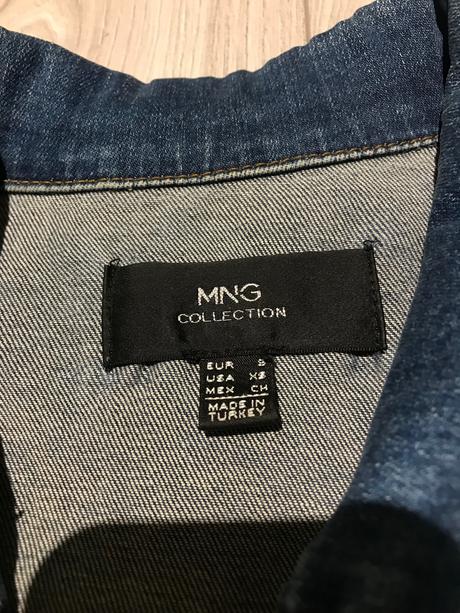 MNG
COLLECTION
EUR S
USA XS
MEX CH
MADE IN
TURKEY